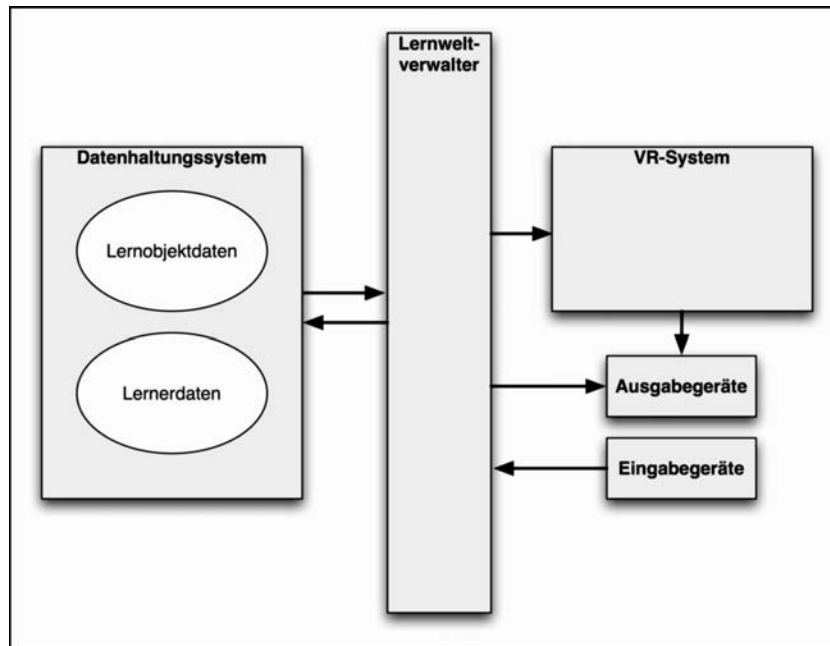 Lernwelt-
verwalter
Datenhaltungssystem
Lernobjektdaten
Lernerdaten
VR-System
Ausgabegeräte
Eingabegeräte